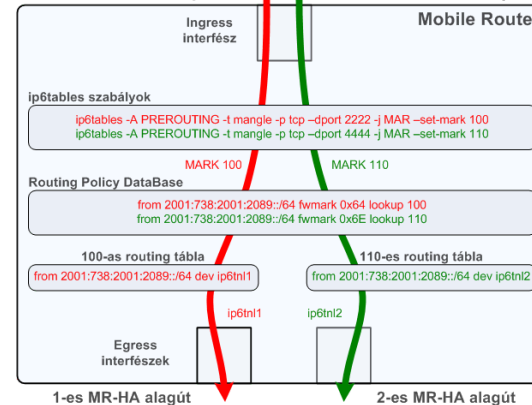 Mobile Route
Ingress
interfész
ip6tables szabályok
ip6tables -A PREROUTING -t mangle -p tcp –dport 2222 -j MAR –set-mark 100
ip6tables -A PREROUTING -t mangle -p tcp –dport 4444 -j MAR –set-mark 110
MARK 100
MARK 110
Routing Policy DataBase
from 2001:738:2001:2089::/64 fwmark 0x64 lookup 100
from 2001:738:2001:2089::/64 fwmark 0x6E lookup 110
100-as routing tábla
110-es routing tábla
from 2001:738:2001:2089::/64 dev ip6tnl1
from 2001:738:2001:2089::/64 dev ip6tnl2
ip6tnl1
ip6tnl2
Egress
interfészek
1-es MR-HA alagút
2-es MR-HA alagút